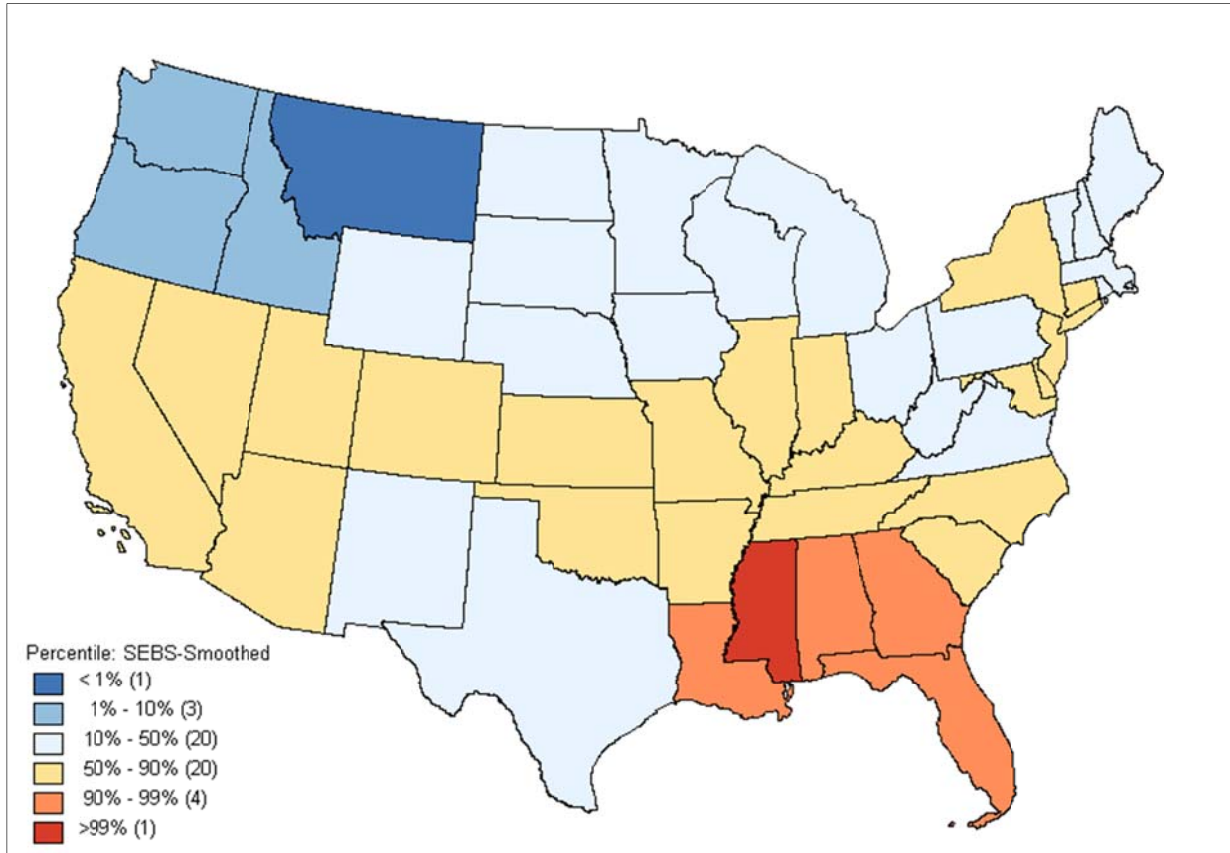 Percentile: SEBS-Smoothed
< 1% (1)
1% - 10% (3)
10% - 50% (20)
50% - 90% (20)
90% - 99% (4)
>99% (1)